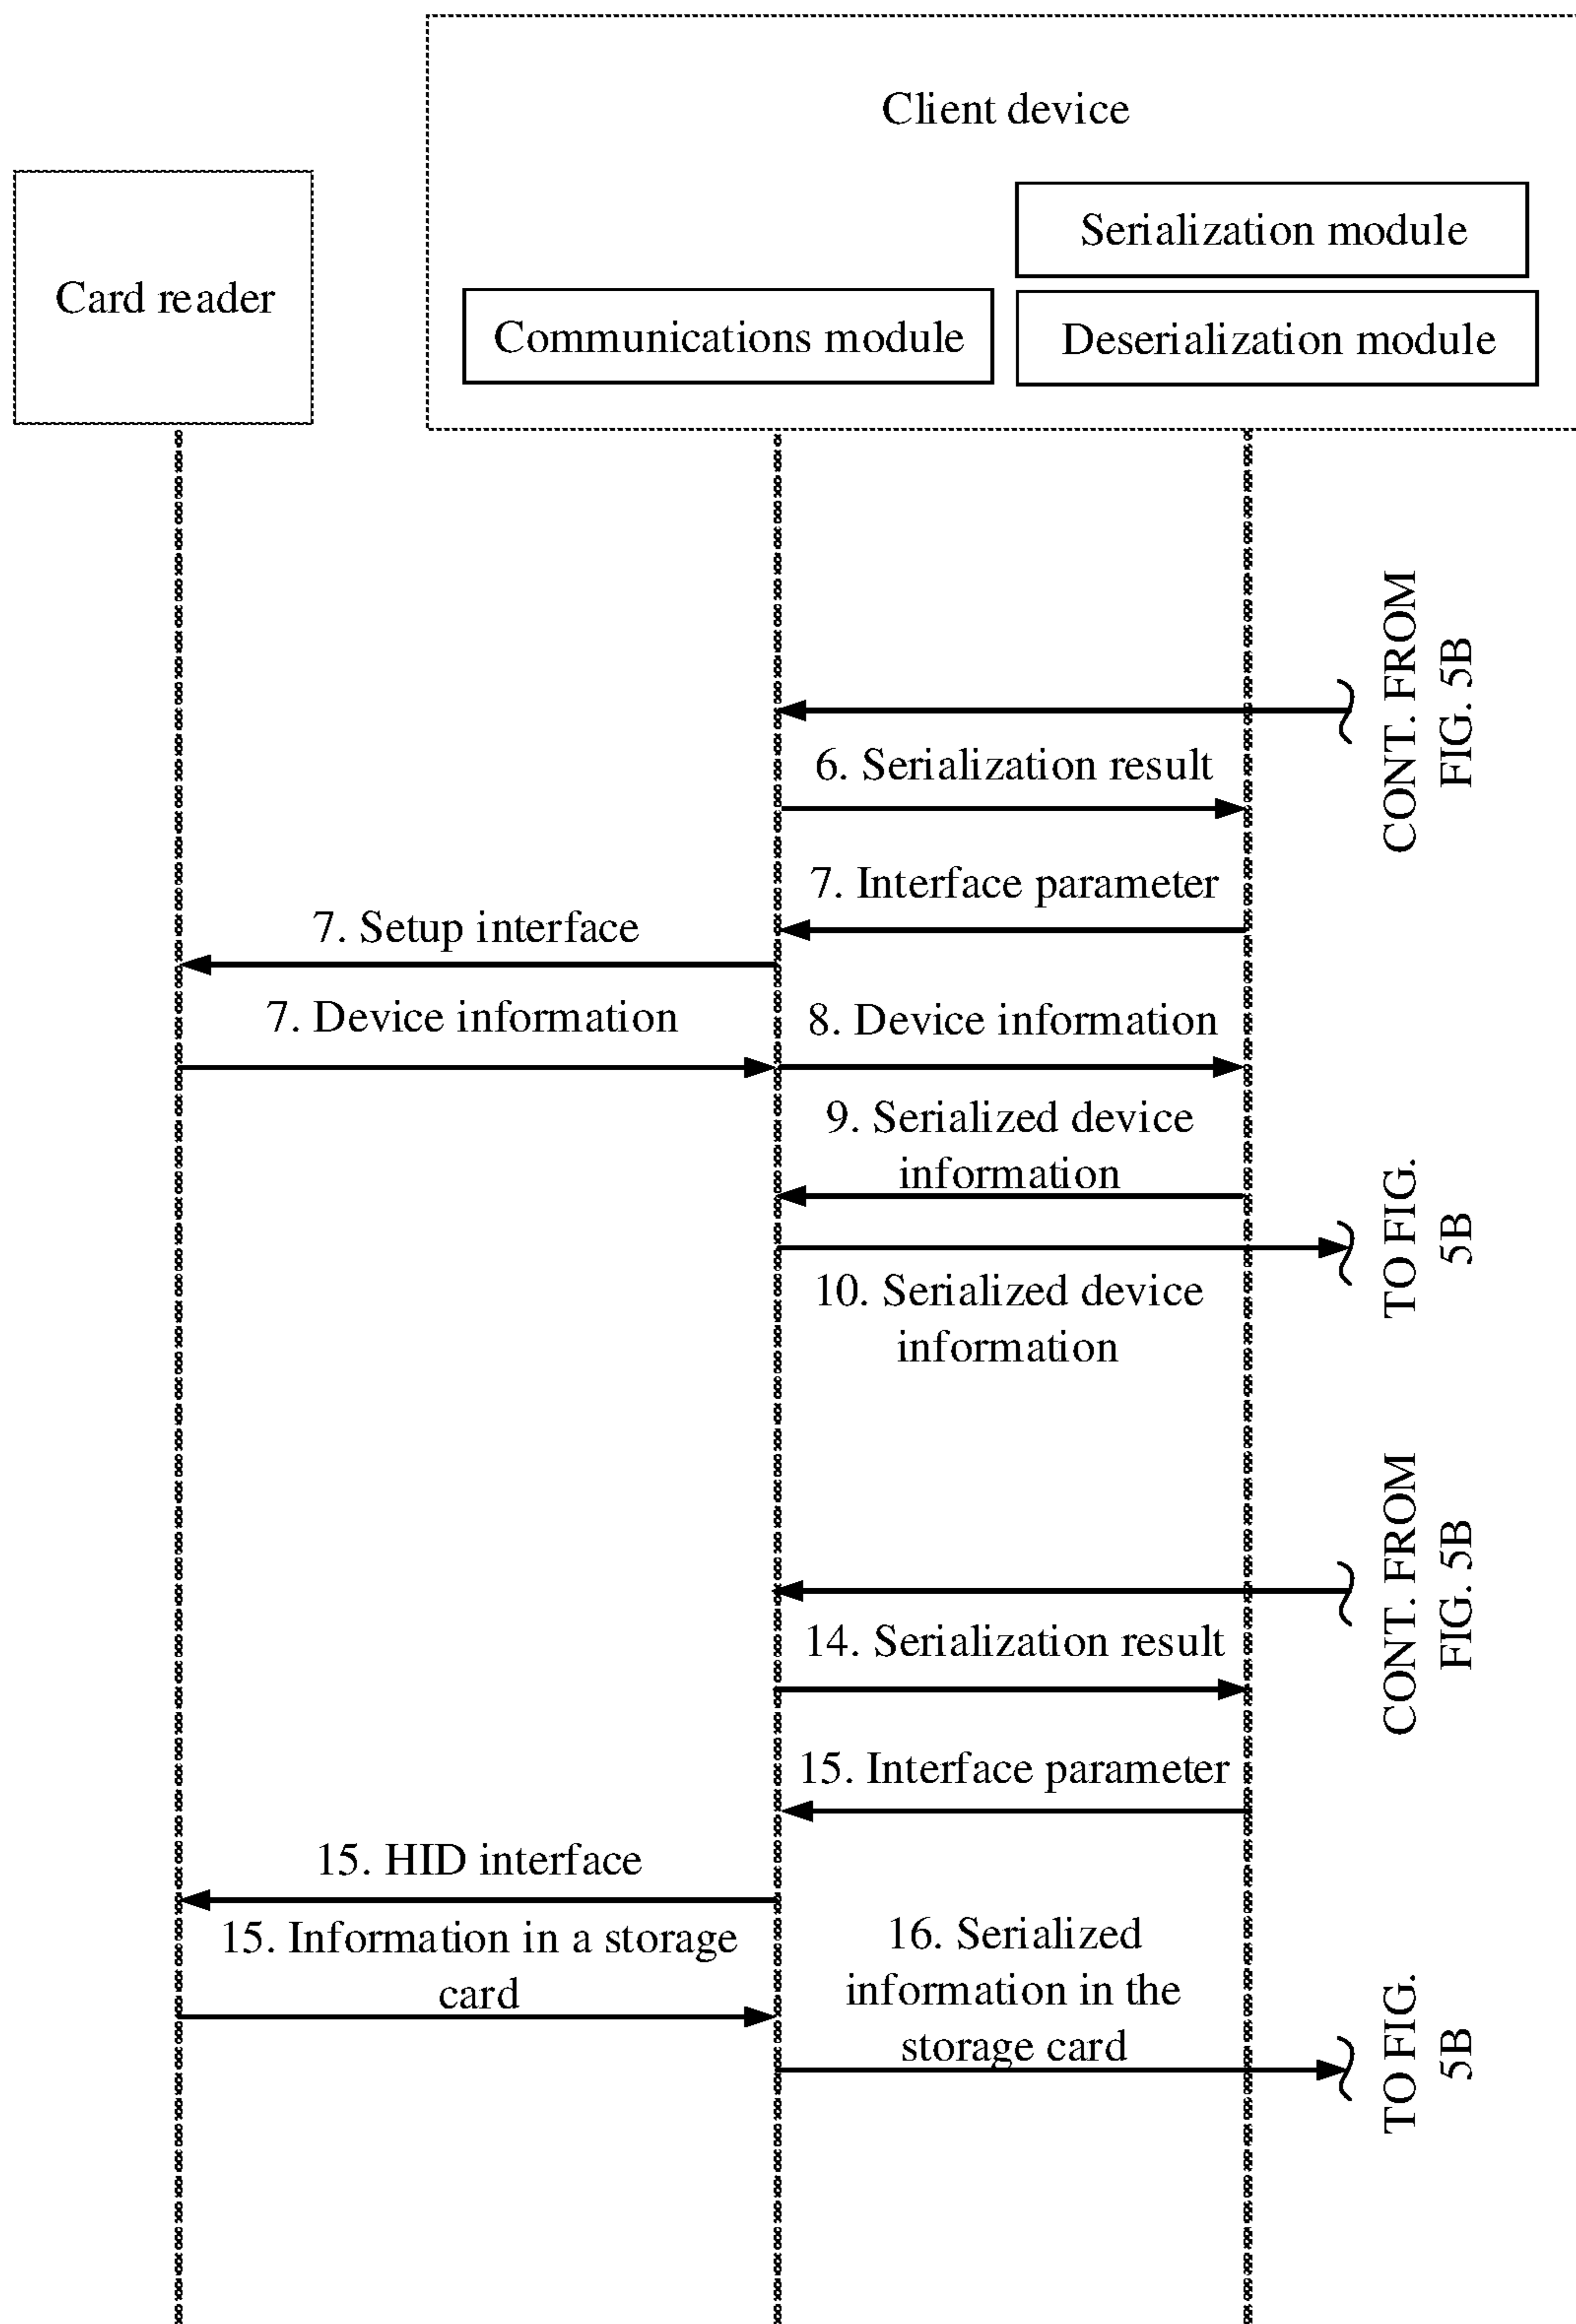 Client device
Serialization module
Card reader
Communications module
Deserialization module
CONT. FROM
FIG. 5B
6. Serialization result
7. Interface parameter
7. Setup interface
7. Device information
8. Device information
9. Serialized device
information
TO FIG.
5B
10. Serialized device
information
CONT. FROM
FIG. 5B
14. Serialization result
15. Interface parameter
15. HID interface
15. Information in a storage
card
16. Serialized
information in the
storage card
TO FIG.
5B